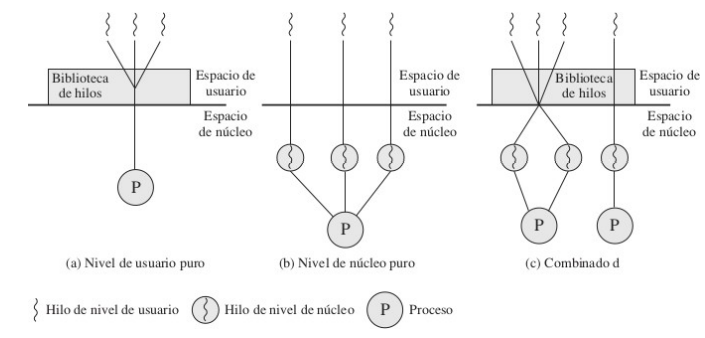 Biblioteca
de hilos
Espacio de
usuario
Espacio
de núcleo
P
(a) Nivel de usuario puro
Espacio de
usuario
Espacio
de núcleo
P
(b) Nivel de núcleo puro
Biblioteca
de hilos
Espacio de
usuario
Espacio
de núcleo
P
P
(c) Combinado d
Hilo de nivel de usuario
Hilo de nivel de núcleo
P
Proceso